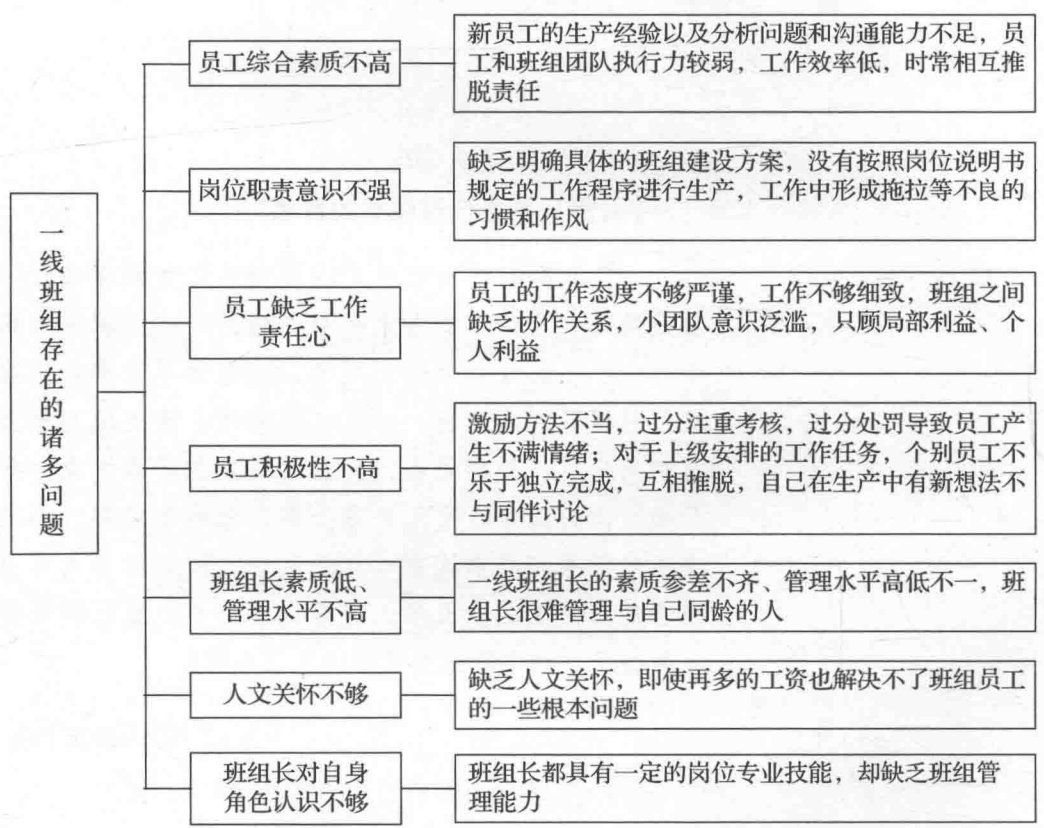 一线班组存在的诸多问题
员工综合素质不高
新员工的生产经验以及分析问题和沟通能力不足，员
工和班组团队执行力较弱，工作效率低，时常相互推
脱责任
岗位职责意识不强
缺乏明确具体的班组建设方案，没有按照岗位说明书
规定的工作程序进行生产，工作中形成拖拉等不良的
习惯和作风
员工缺乏工作
责任心
员工的工作态度不够严谨，工作不够细致，班组之间
缺乏协作关系，小团队意识泛滥，只顾局部利益、个
人利益
员工积极性不高
激励方法不当，过分注重考核，过分处罚导致员工产
生不满情绪；对于上级安排的工作任务，个别员工不
乐于独立完成，互相推脱，自己在生产中有新想法不
与同伴讨论
班组长素质低、
管理水平不高
一线班组长的素质参差不齐、管理水平高低不一，班
组长很难管理与自己同龄的人
人文关怀不够
缺乏人文关怀，即使再多的工资也解决不了班组员工
的一些根本问题
班组长对自身
角色认识不够
班组长都具有一定的岗位专业技能，却缺乏班组管
理能力